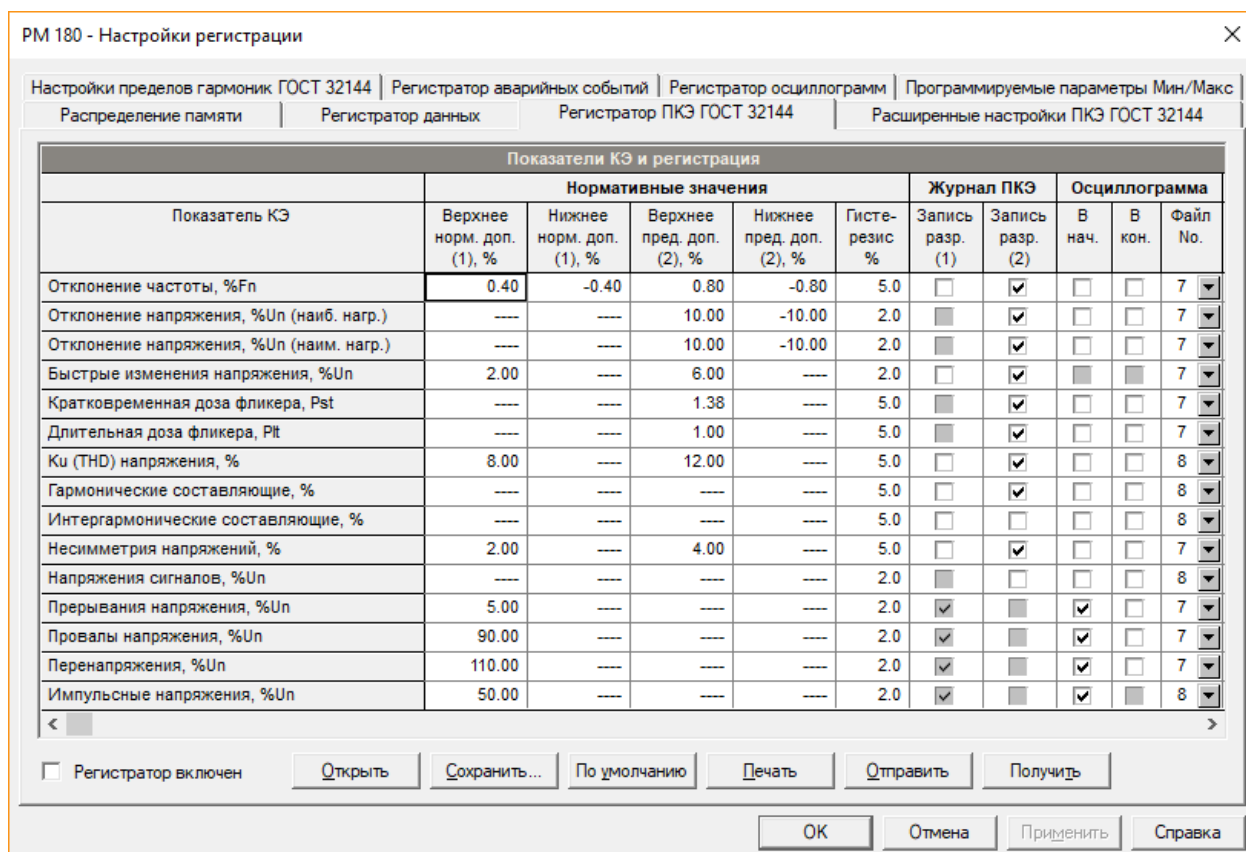 PM 180 - Настройки регистрации
Настройки пределов гармоник ГОСТ 32144 Регистратор аварийных событий Регистратор осциллограмм Программируемые параметры Мин/Макс
Распределение памяти Регистратор данных Регистратор ПКЭ ГОСТ 32144 Расширенные настройки ПКЭ ГОСТ 32144
Показатели КЭ и регистрация
Нормативные значения Журнал ПКЭ Осциллограмма
Показатель КЭ Верхнее Нижнее Верхнее Нижнее Гисте- Запись Запись В В Файл
норм. доп. норм. доп. пред. доп. пред. доп. резис разр. разр. нач. кон. No.
(1), % (1), % (2), % (2), % % (1) (2)
Отклонение частоты, %Fn 0.40 -0.40 0.80 -0.80 5.0 7
Отклонение напряжения, %Un (наиб. нагр.) ---- ---- 10.00 -10.00 2.0 7
Отклонение напряжения, %Un (наим. нагр.) ---- ---- 10.00 -10.00 2.0 7
Быстрые изменения напряжения, %Un 2.00 ---- 6.00 ---- 2.0 7
Кратковременная доза фликера, Pst ---- ---- 1.38 ---- 5.0 7
Длительная доза фликера, Plt ---- ---- 1.00 ---- 5.0 7
Ku (THD) напряжения, % 8.00 ---- 12.00 ---- 5.0 8
Гармонические составляющие, % ---- ---- ---- ---- 5.0 8
Интергармонические составляющие, % ---- ---- ---- ---- 5.0 8
Несимметрия напряжений, % 2.00 ---- 4.00 ---- 5.0 7
Напряжения сигналов, %Un ---- ---- ---- ---- 2.0 8
Прерывания напряжения, %Un 5.00 ---- ---- ---- 2.0 7
Провалы напряжения, %Un 90.00 ---- ---- ---- 2.0 7
Перенапряжения, %Un 110.00 ---- ---- ---- 2.0 7
Импульсные напряжения, %Un 50.00 ---- ---- ---- 2.0 8
Регистратор включен Открыть Сохранить... По умолчанию Печать Отправить Получить
OK Отмена Применить Справка